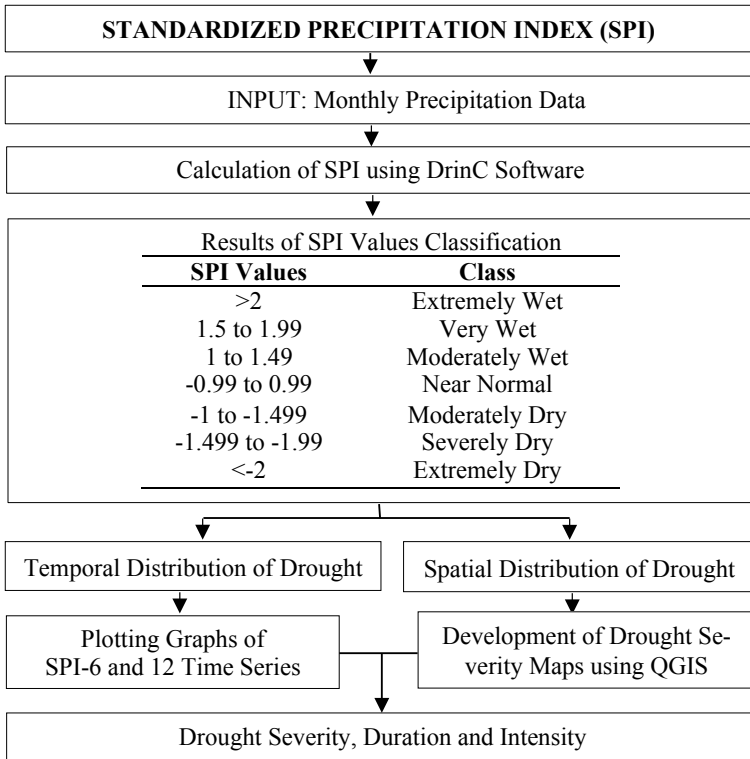 STANDARDIZED PRECIPITATION INDEX (SPI)
INPUT: Monthly Precipitation Data
Calculation of SPI using DrinC Software
Results of SPI Values Classification
SPI Values Class
>2 Extremely Wet
1.5 to 1.99 Very Wet
1 to 1.49 Moderately Wet
-0.99 to 0.99 Near Normal
-1 to -1.499 Moderately Dry
-1.499 to -1.99 Severely Dry
<-2 Extremely Dry
Temporal Distribution of Drought
Spatial Distribution of Drought
Plotting Graphs of
SPI-6 and 12 Time Series
Development of Drought Se-
verity Maps using QGIS
Drought Severity, Duration and Intensity